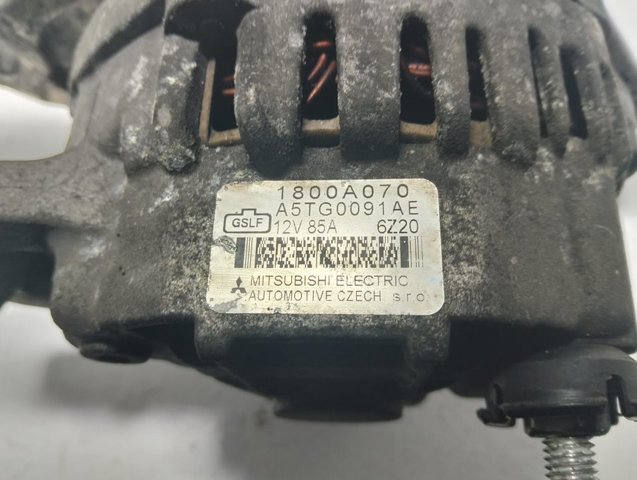 1800A070
A5TG0091AE
GSLF 12V 85A 6Z20
MITSUBISHI ELECTRIC
AUTOMOTIVE CZECH s.r.o.